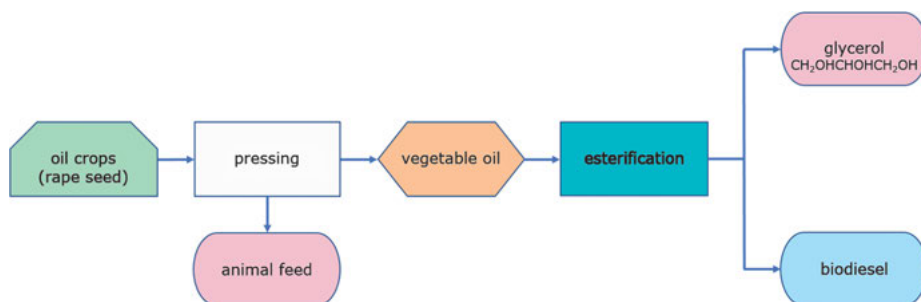 oil crops
(rape seed)
pressing
animal feed
vegetable oil
esterification
glycerol
CH₂OHCHOHCH₂OH
biodiesel